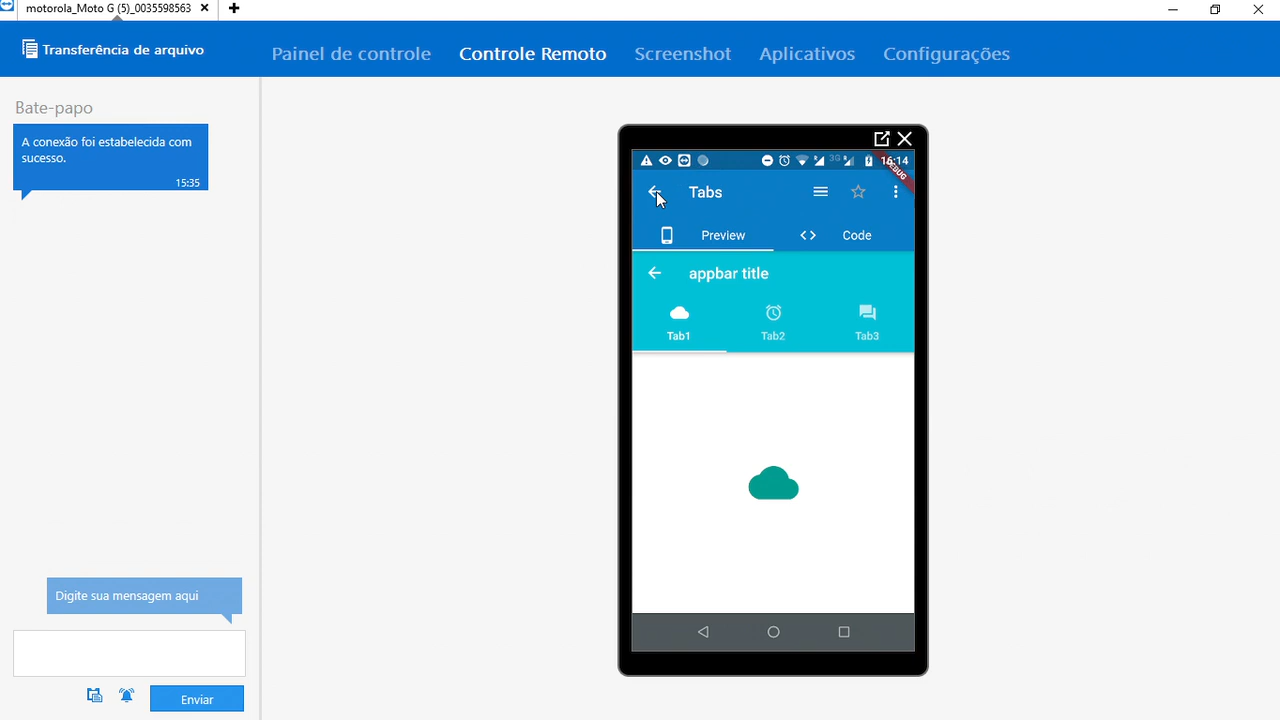 motorola_Moto G (5)_0035598563
Transferência de arquivo
Painel de controle
Controle Remoto
Screenshot
Aplicativos
Configurações
Bate-papo
A conexão foi estabelecida com
sucesso.
15:35
3G
16:14
DEBUG
Tabs
Preview
Code
appbar title
Tab1
Tab2
Tab3
Digite sua mensagem aqui
Enviar